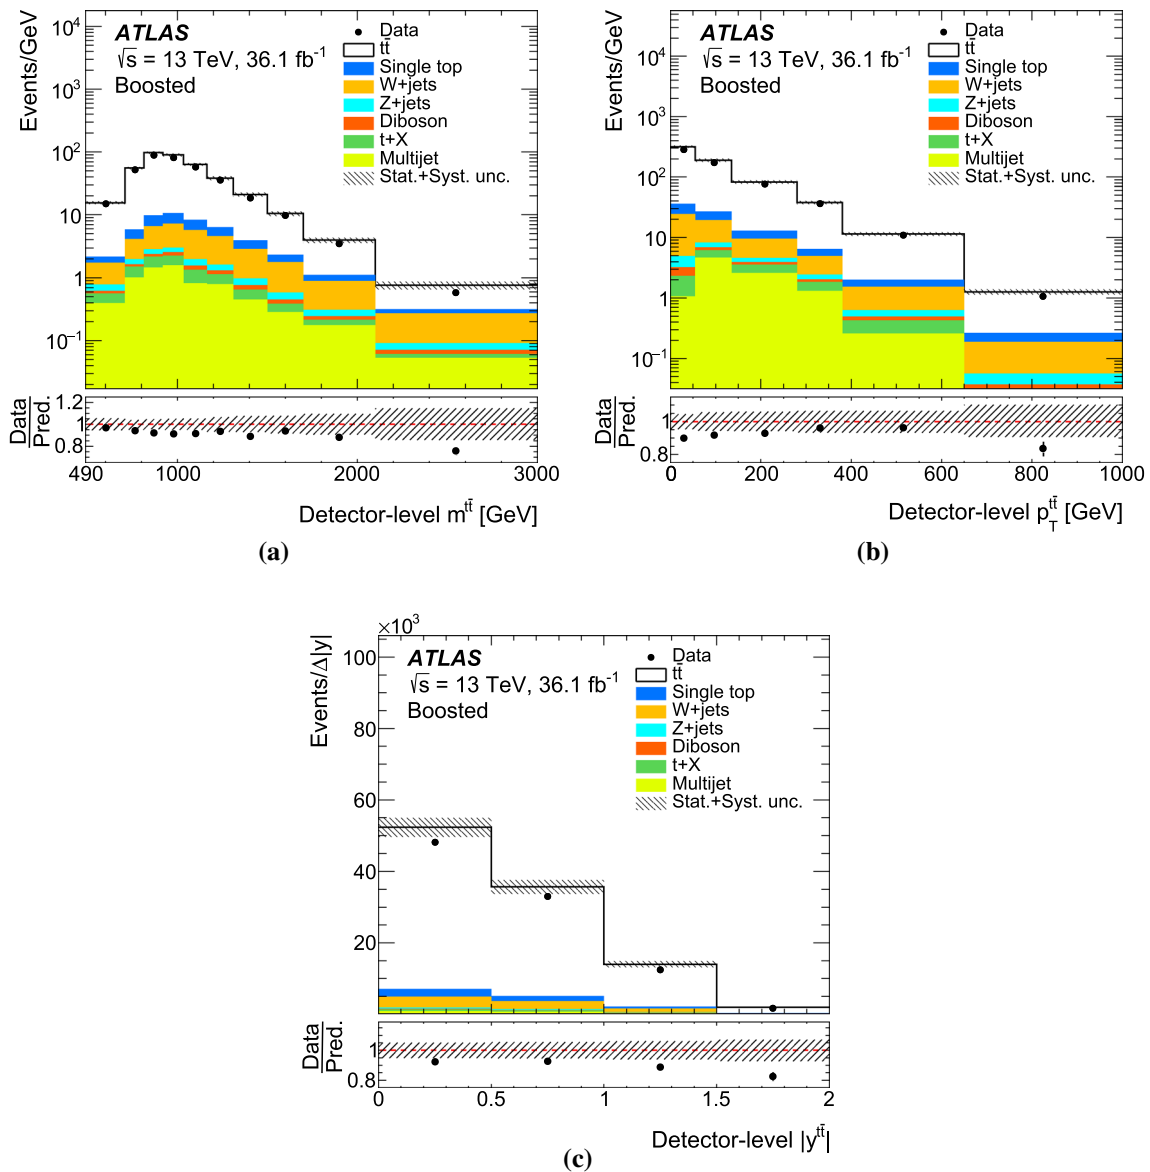 Events/GeV
10⁴
10³
10²
10
1
10⁻¹
ATLAS
√s = 13 TeV, 36.1 fb⁻¹
Boosted
Data
tt̄
Single top
W+jets
Z+jets
Diboson
t+X
Multijet
Stat.+Syst. unc.
Data
Pred.
1.2
1
0.8
490 1000 2000 3000
Detector-level m^tt̄ [GeV]
(a)
Events/GeV
10⁴
10³
10²
10
1
10⁻¹
ATLAS
√s = 13 TeV, 36.1 fb⁻¹
Boosted
Data
tt̄
Single top
W+jets
Z+jets
Diboson
t+X
Multijet
Stat.+Syst. unc.
Data
Pred.
1
0.8
0 200 400 600 800 1000
Detector-level p_T^tt̄ [GeV]
(b)
×10³
Events/Δ|y|
100
80
60
40
20
ATLAS
√s = 13 TeV, 36.1 fb⁻¹
Boosted
Data
tt̄
Single top
W+jets
Z+jets
Diboson
t+X
Multijet
Stat.+Syst. unc.
Data
Pred.
1
0.8
0 0.5 1 1.5 2
Detector-level |y^tt̄|
(c)